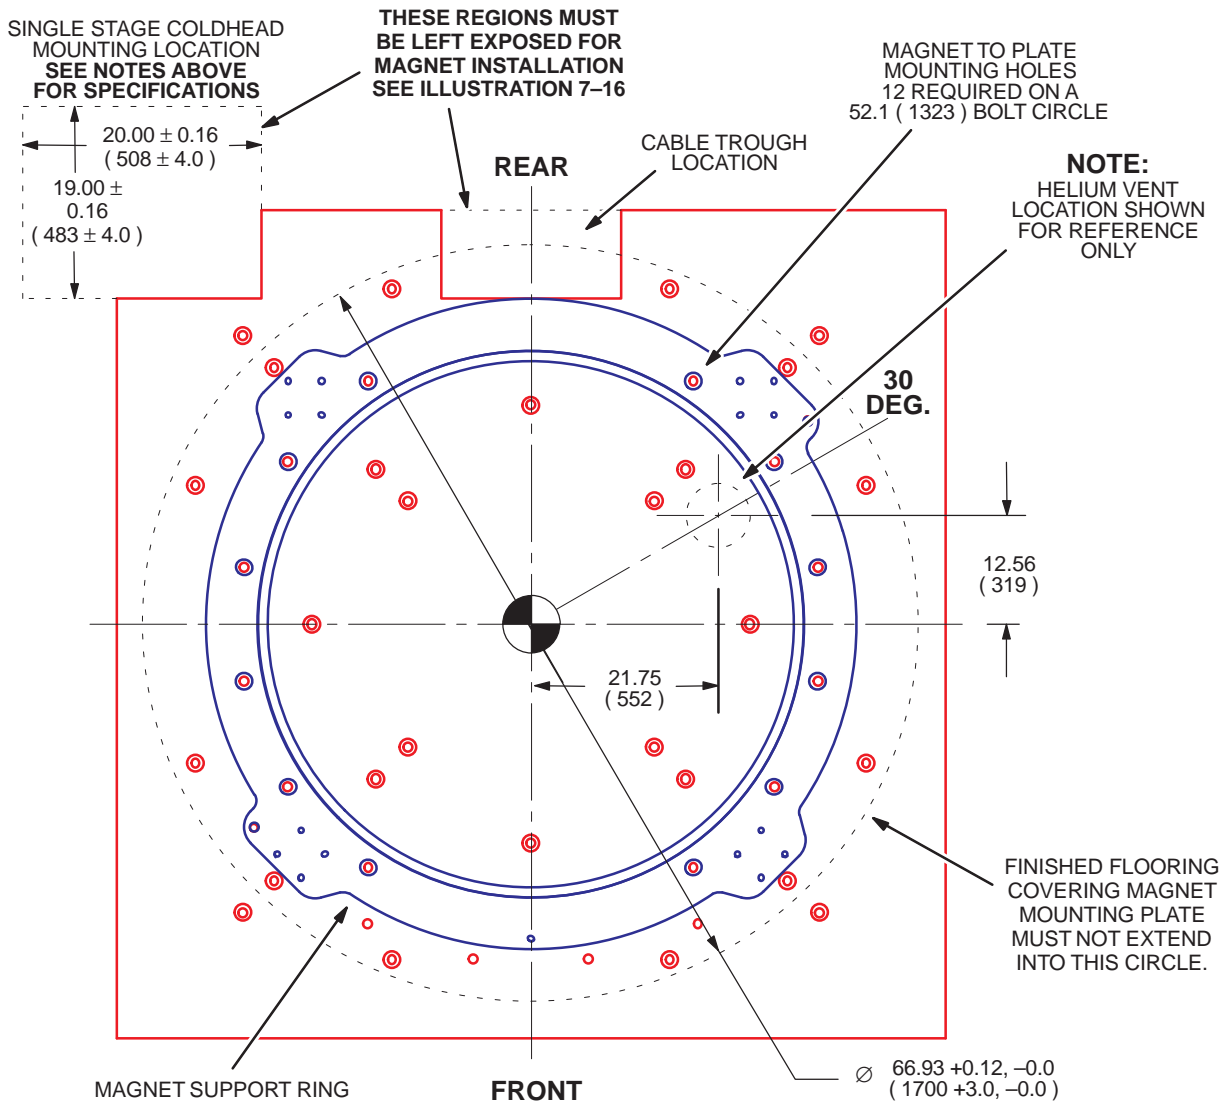 SINGLE STAGE COLDHEAD
MOUNTING LOCATION
SEE NOTES ABOVE
FOR SPECIFICATIONS
THESE REGIONS MUST
BE LEFT EXPOSED FOR
MAGNET INSTALLATION
SEE ILLUSTRATION 7–16
MAGNET TO PLATE
MOUNTING HOLES
12 REQUIRED ON A
52.1 ( 1323 ) BOLT CIRCLE
20.00 ± 0.16
( 508 ± 4.0 )
19.00 ±
0.16
( 483 ± 4.0 )
REAR
CABLE TROUGH
LOCATION
NOTE:
HELIUM VENT
LOCATION SHOWN
FOR REFERENCE
ONLY
30
DEG.
12.56
( 319 )
21.75
( 552 )
FINISHED FLOORING
COVERING MAGNET
MOUNTING PLATE
MUST NOT EXTEND
INTO THIS CIRCLE.
MAGNET SUPPORT RING
FRONT
∅ 66.93 +0.12, –0.0
( 1700 +3.0, –0.0 )